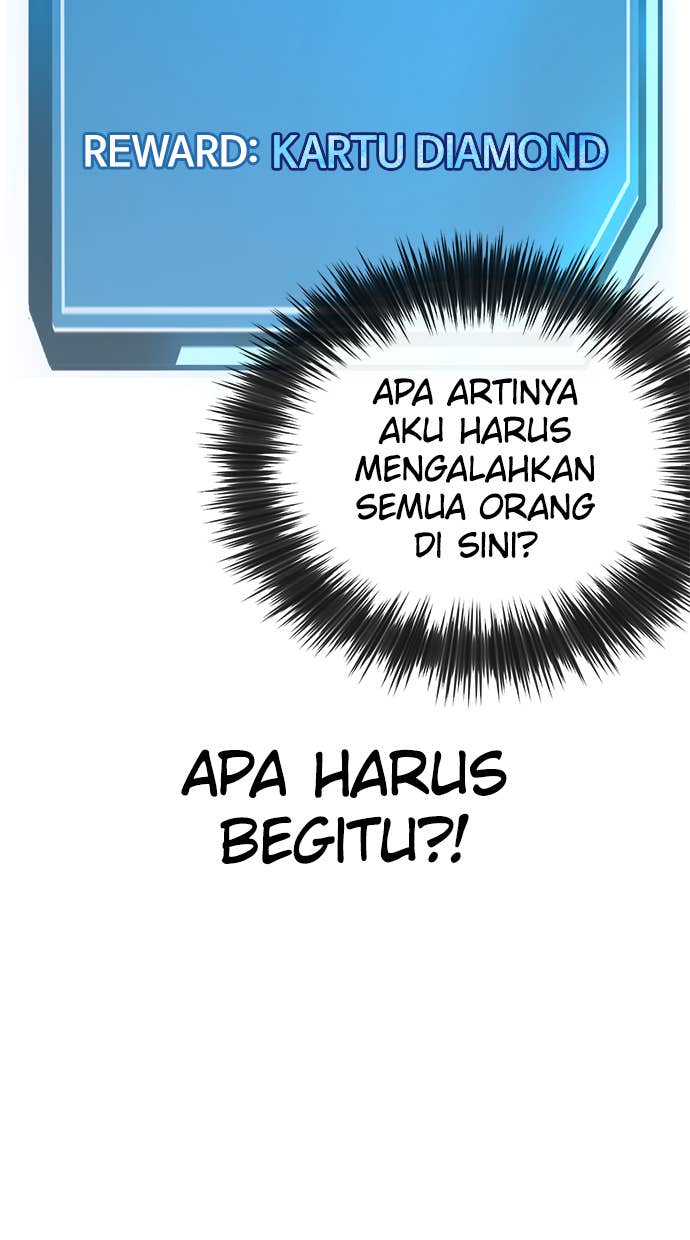 REWARD: KARTU DIAMOND
APA ARTINYA
AKU HARUS
MENGALAHKAN
SEMUA ORANG
DI SINI?
APA HARUS
BEGITU?!